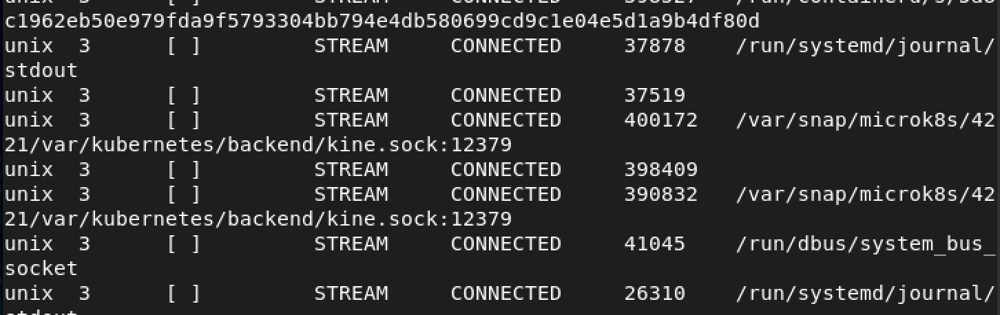 c1962eb50e979fda9f5793304bb794e4db580699cd9c1e04e5d1a9b4df80d
unix  3      [ ]         STREAM     CONNECTED     37878    /run/systemd/journal/
stdout
unix  3      [ ]         STREAM     CONNECTED     37519
unix  3      [ ]         STREAM     CONNECTED     400172   /var/snap/microk8s/42
21/var/kubernetes/backend/kine.sock:12379
unix  3      [ ]         STREAM     CONNECTED     398409
unix  3      [ ]         STREAM     CONNECTED     390832   /var/snap/microk8s/42
21/var/kubernetes/backend/kine.sock:12379
unix  3      [ ]         STREAM     CONNECTED     41045    /run/dbus/system_bus_
socket
unix  3      [ ]         STREAM     CONNECTED     26310    /run/systemd/journal/